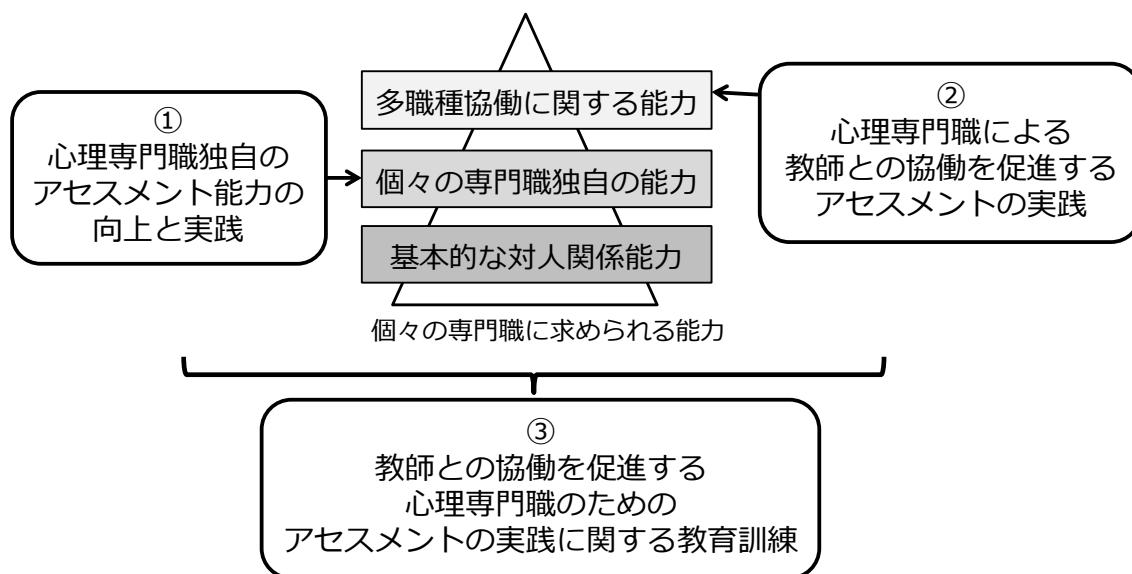 多職種協働に関する能力
個々の専門職独自の能力
基本的な対人関係能力
個々の専門職に求められる能力
①
心理専門職独自の
アセスメント能力の
向上と実践
②
心理専門職による
教師との協働を促進する
アセスメントの実践
③
教師との協働を促進する
心理専門職のための
アセスメントの実践に関する教育訓練